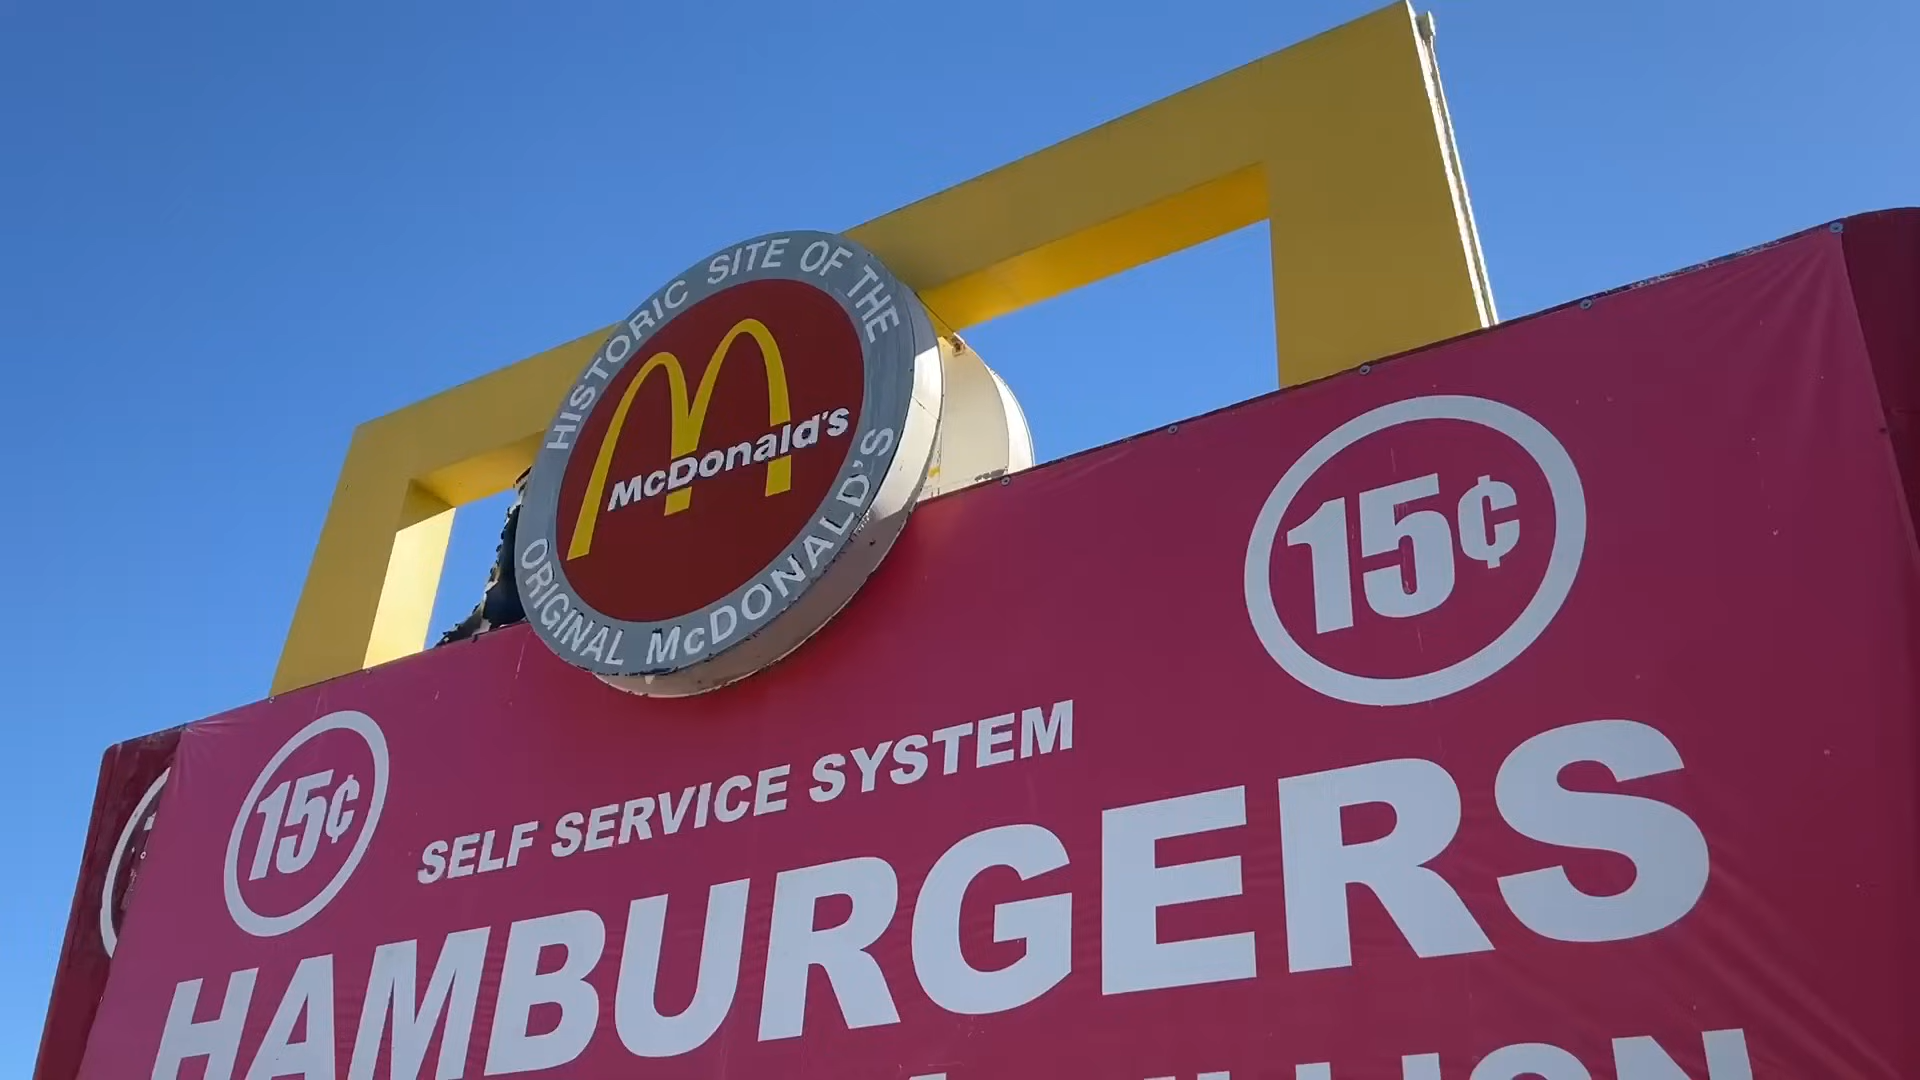 HISTORIC SITE OF THE
McDonald's
ORIGINAL McDONALD'S
15¢
15¢
SELF SERVICE SYSTEM
HAMBURGERS